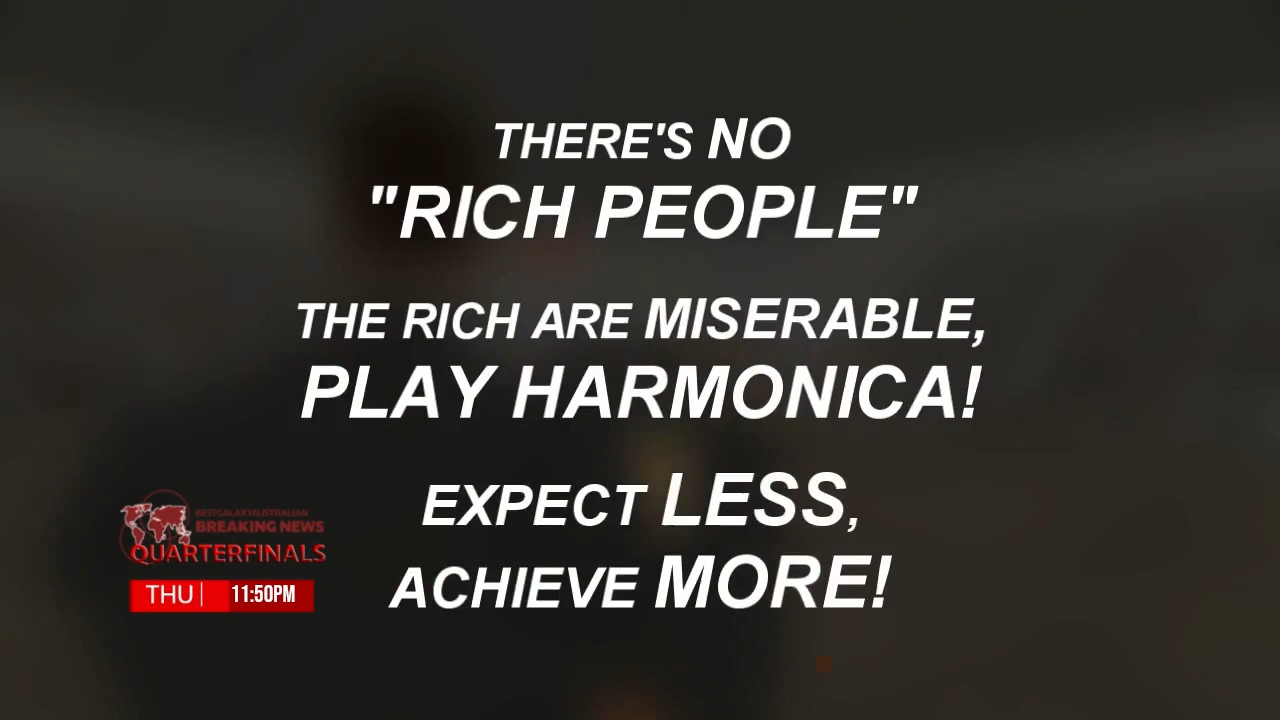 THERE'S NO
"RICH PEOPLE"
THE RICH ARE MISERABLE,
PLAY HARMONICA!
EXPECT LESS,
ACHIEVE MORE!
BESTGALAXYAUSTRALIAN
BREAKING NEWS
QUARTERFINALS
THU | 11:50PM